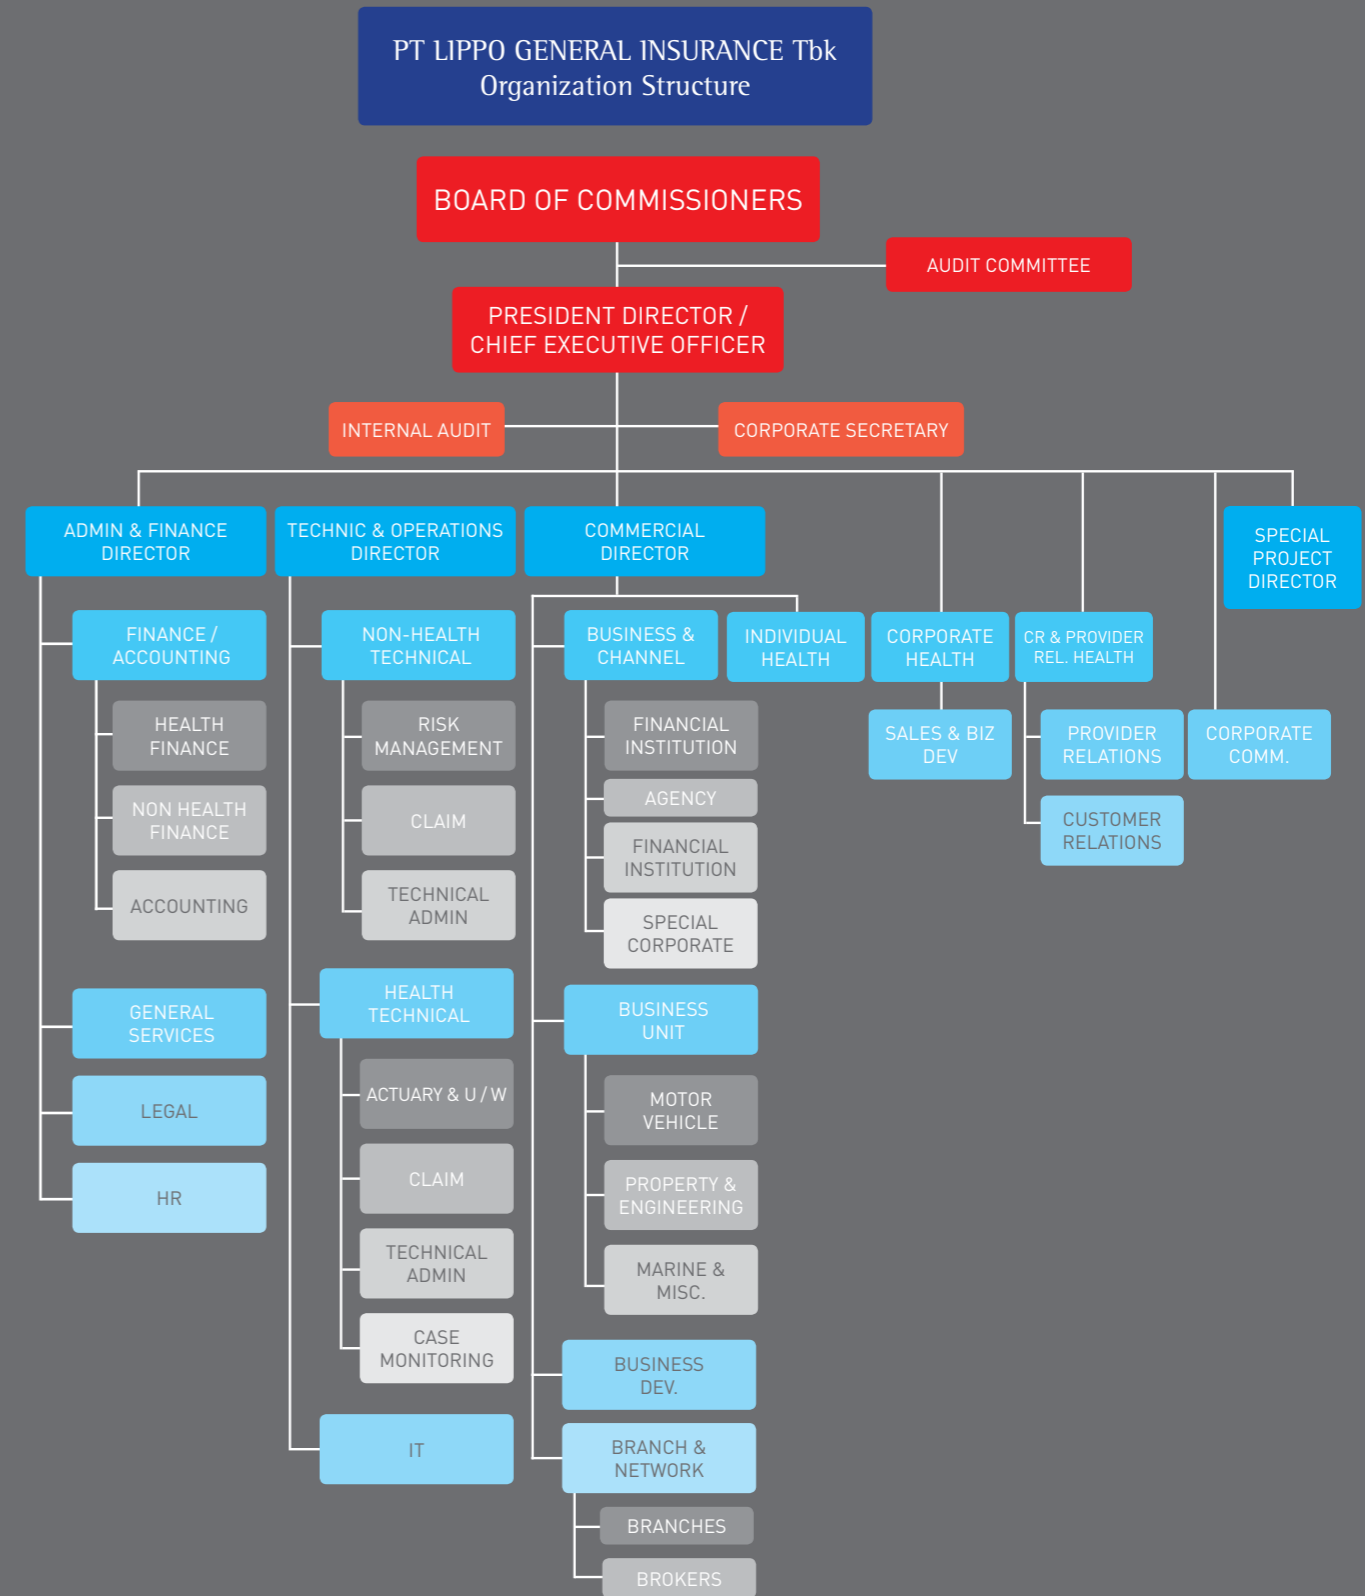 PT LIPPO GENERAL INSURANCE Tbk
Organization Structure
BOARD OF COMMISSIONERS
AUDIT COMMITTEE
PRESIDENT DIRECTOR /
CHIEF EXECUTIVE OFFICER
INTERNAL AUDIT
CORPORATE SECRETARY
ADMIN & FINANCE
DIRECTOR
TECHNIC & OPERATIONS
DIRECTOR
COMMERCIAL
DIRECTOR
SPECIAL
PROJECT
DIRECTOR
FINANCE /
ACCOUNTING
HEALTH
FINANCE
NON HEALTH
FINANCE
ACCOUNTING
GENERAL
SERVICES
LEGAL
HR
NON-HEALTH
TECHNICAL
RISK
MANAGEMENT
CLAIM
TECHNICAL
ADMIN
HEALTH
TECHNICAL
ACTUARY & U / W
CLAIM
TECHNICAL
ADMIN
CASE
MONITORING
IT
BUSINESS &
CHANNEL
FINANCIAL
INSTITUTION
AGENCY
FINANCIAL
INSTITUTION
SPECIAL
CORPORATE
BUSINESS
UNIT
MOTOR
VEHICLE
PROPERTY &
ENGINEERING
MARINE &
MISC.
BUSINESS
DEV.
BRANCH &
NETWORK
BRANCHES
BROKERS
INDIVIDUAL
HEALTH
CORPORATE
HEALTH
SALES & BIZ
DEV
CR & PROVIDER
REL. HEALTH
PROVIDER
RELATIONS
CUSTOMER
RELATIONS
CORPORATE
COMM.